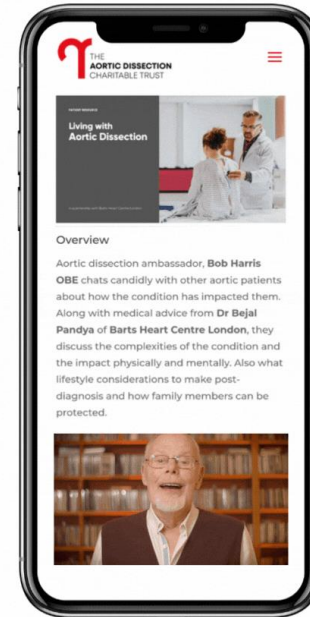 THE
AORTIC DISSECTION
CHARITABLE TRUST
Living with
Aortic Dissection
Overview
Aortic dissection ambassador, Bob Harris
OBE chats candidly with other aortic patients
about how the condition has impacted them.
Along with medical advice from Dr Bejal
Pandya of Barts Heart Centre London, they
discuss the complexities of the condition and
the impact physically and mentally. Also what
lifestyle considerations to make post-
diagnosis and how family members can be
protected.